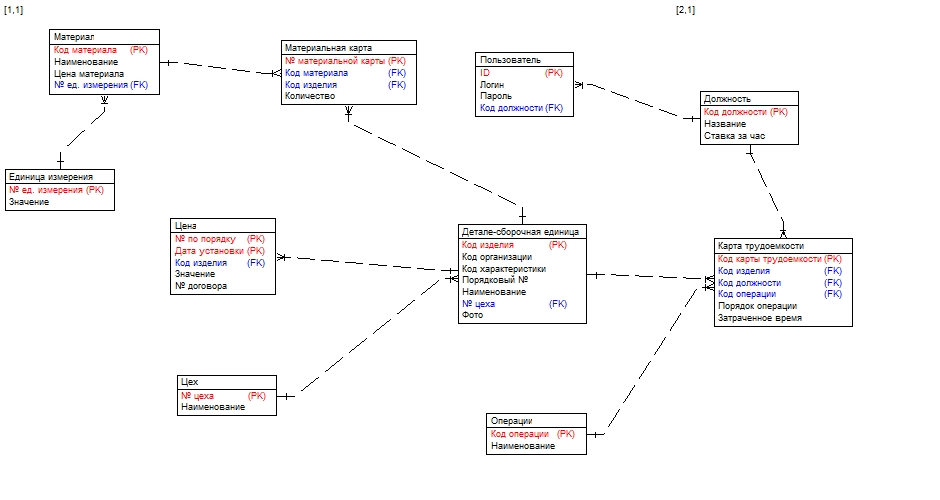 [1,1]
[2,1]
Материал
Код материала (PK)
Наименование
Цена материала
№ ед. измерения (FK)
Материальная карта
№ материальной карты (PK)
Код материала (FK)
Код изделия (FK)
Количество
Пользователь
ID (PK)
Логин
Пароль
Код должности (FK)
Должность
Код должности (PK)
Название
Ставка за час
Единица измерения
№ ед. измерения (PK)
Значение
Цена
№ по порядку (PK)
Дата установки (PK)
Код изделия (FK)
Значение
№ договора
Детале-сборочная единица
Код изделия (PK)
Код организации
Код характеристики
Порядковый №
Наименование
№ цеха (FK)
Фото
Карта трудоемкости
Код карты трудоемкости (PK)
Код изделия (FK)
Код должности (FK)
Код операции (FK)
Порядок операции
Затраченное время
Цех
№ цеха (PK)
Наименование
Операции
Код операции (PK)
Наименование